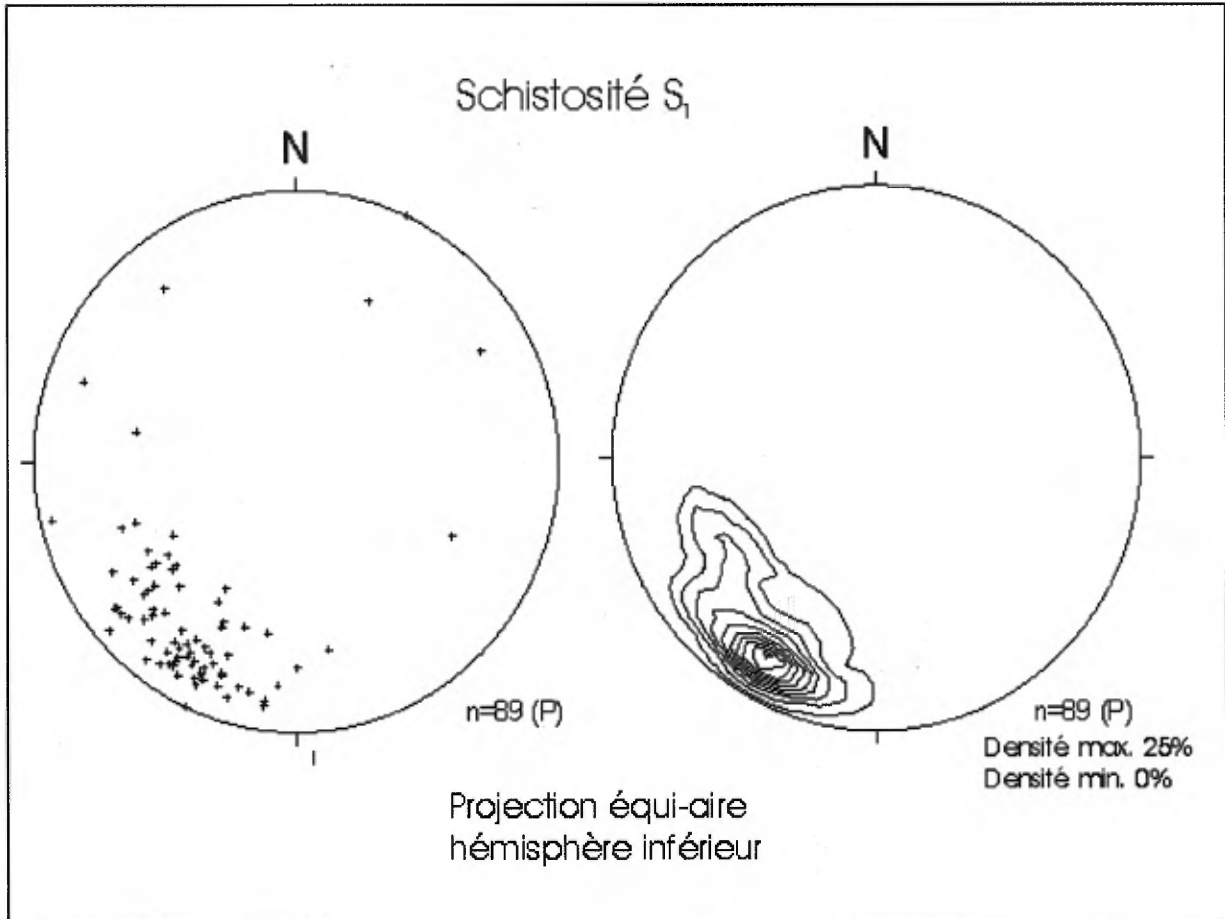 Schistosité S₁
N
N
n=89 (P)
n=89 (P)
Densité max. 25%
Densité min. 0%
Projection équi-aire
hémisphère inférieur